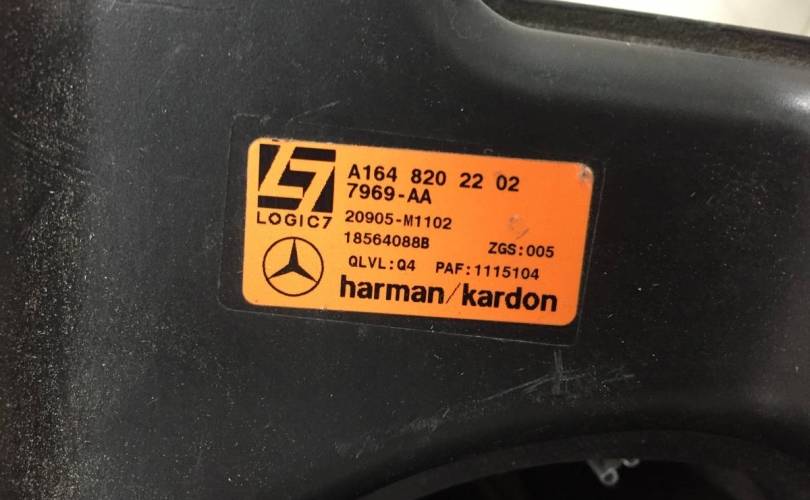 A164 820 22 02
7969-AA
LOGIC7
20905-M1102
18564088B
ZGS:005
QLVL:Q4 PAF:1115104
harman/kardon